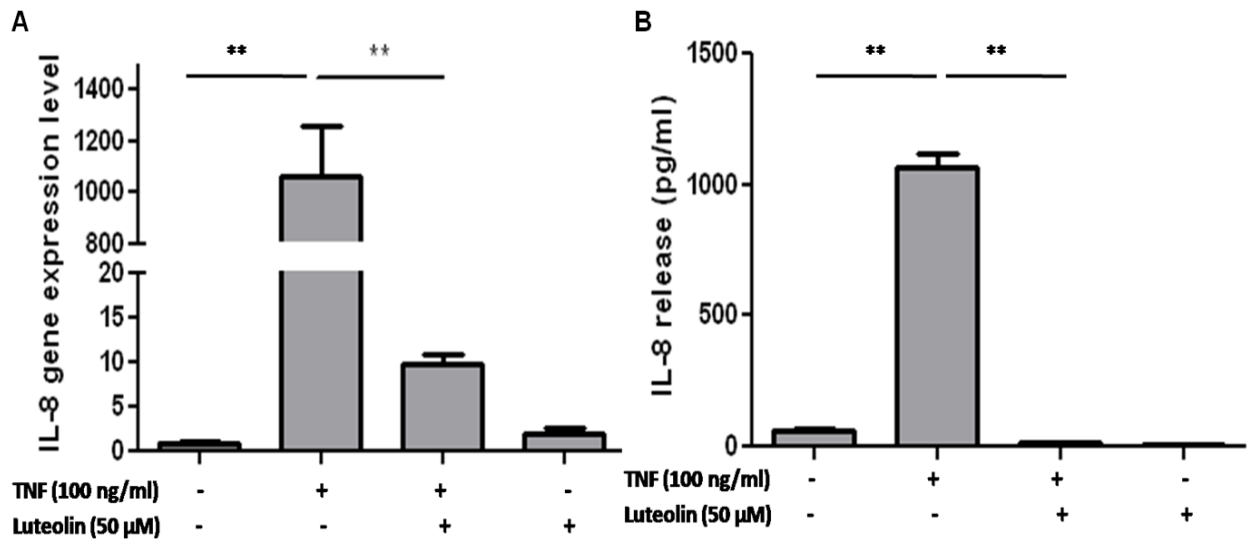 A
** **
IL-8 gene expression level
1400
1200
1000
800
20
15
10
5
0
TNF (100 ng/ml) - + + -
Luteolin (50 μM) - - + +
B
** **
IL-8 release (pg/ml)
1500
1000
500
0
TNF (100 ng/ml) - + + -
Luteolin (50 μM) - - + +